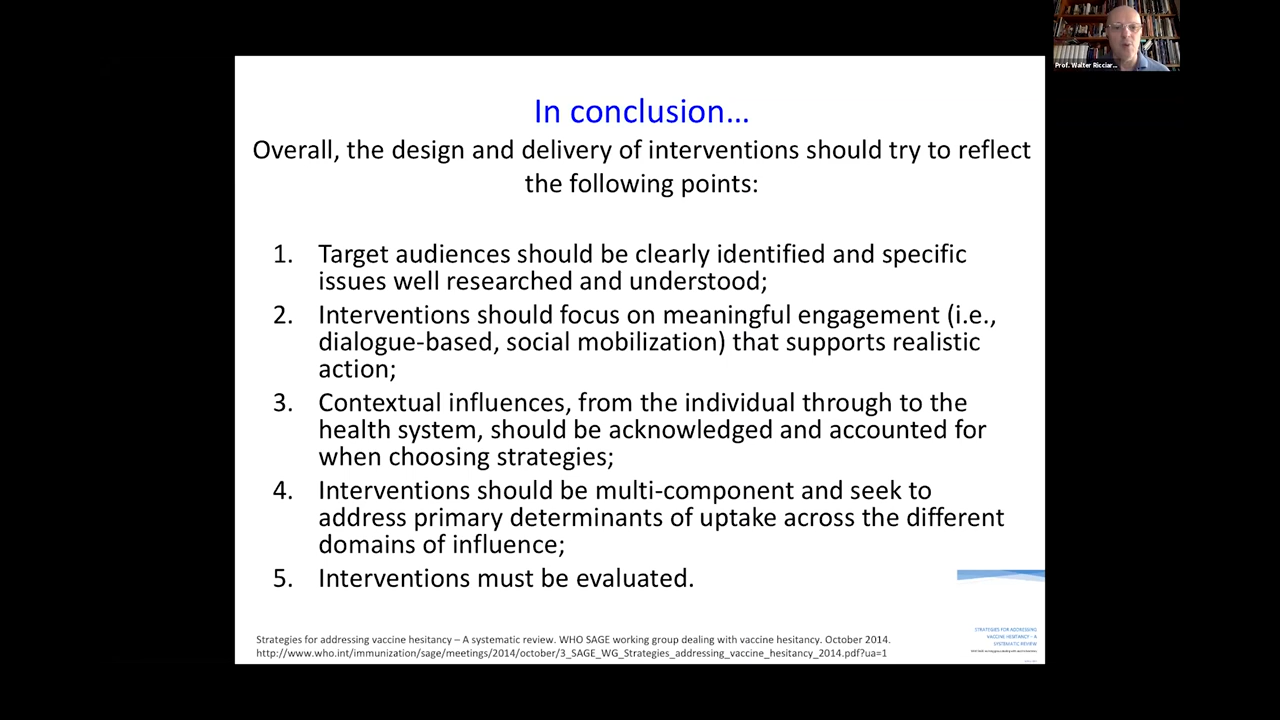 Prof. Walter Ricciar...
In conclusion...
Overall, the design and delivery of interventions should try to reflect
the following points:
1. Target audiences should be clearly identified and specific
issues well researched and understood;
2. Interventions should focus on meaningful engagement (i.e.,
dialogue-based, social mobilization) that supports realistic
action;
3. Contextual influences, from the individual through to the
health system, should be acknowledged and accounted for
when choosing strategies;
4. Interventions should be multi-component and seek to
address primary determinants of uptake across the different
domains of influence;
5. Interventions must be evaluated.
Strategies for addressing vaccine hesitancy – A systematic review. WHO SAGE working group dealing with vaccine hesitancy. October 2014.
http://www.who.int/immunization/sage/meetings/2014/october/3_SAGE_WG_Strategies_addressing_vaccine_hesitancy_2014.pdf?ua=1
STRATEGIES FOR ADDRESSING
VACCINE HESITANCY – A
SYSTEMATIC REVIEW